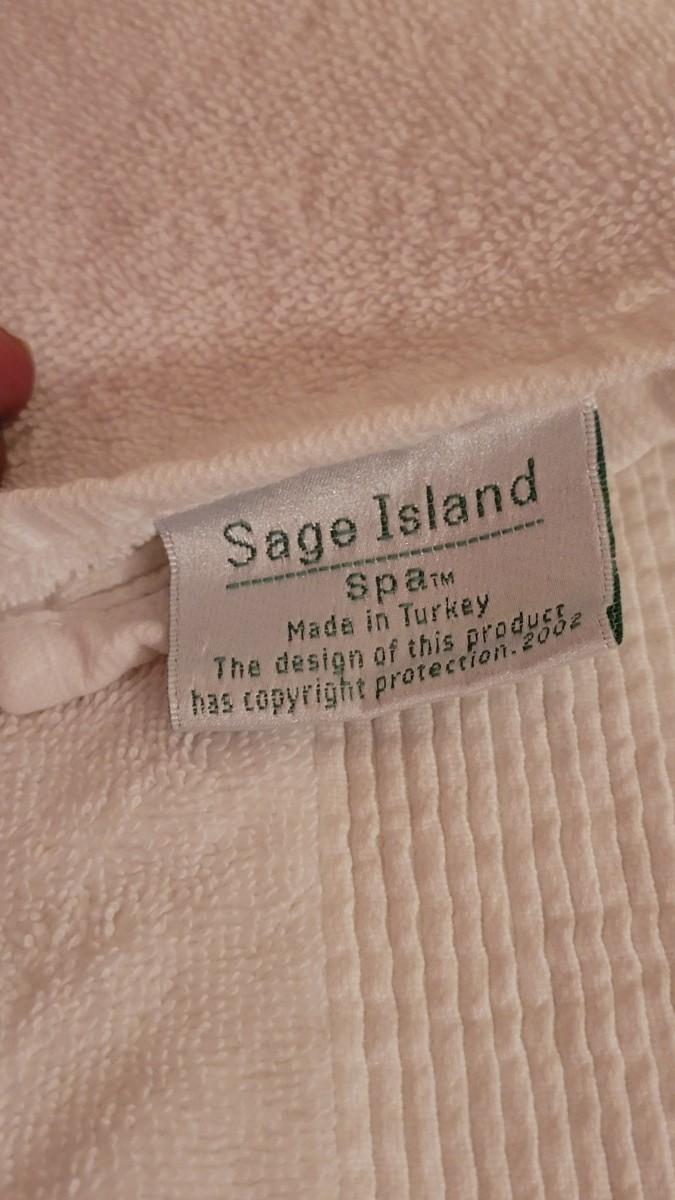 Sage Island
spa™
Made in Turkey
The design of this product
has copyright protection.2002